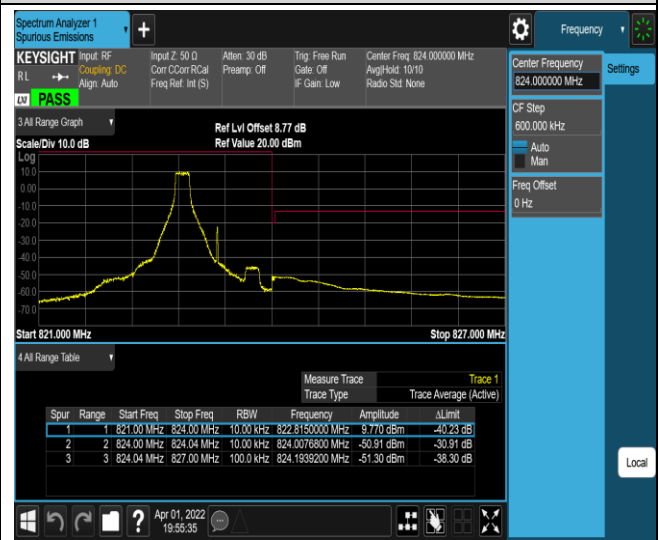 Spectrum Analyzer 1
Spurious Emissions
Frequency
KEYSIGHT
Input: RF
Coupling: DC
Align: Auto
Input Z: 50 Ω
Corr CCorr RCal
Freq Ref: Int (S)
Atten: 30 dB
Preamp: Off
Trig: Free Run
Gate: Off
IF Gain: Low
Center Freq: 824.000000 MHz
Avg|Hold: 10/10
Radio Std: None
R L
LXI PASS
Center Frequency
824.000000 MHz
Settings
CF Step
600.000 kHz
Auto
Man
Freq Offset
0 Hz
Local
3 All Range Graph
Ref Lvl Offset 8.77 dB
Scale/Div 10.0 dB
Ref Value 20.00 dBm
Log
10.0
0.00
-10.0
-20.0
-30.0
-40.0
-50.0
-60.0
-70.0
Start 821.000 MHz
Stop 827.000 MHz
4 All Range Table
Measure Trace Trace 1
Trace Type Trace Average (Active)
Spur Range Start Freq Stop Freq RBW Frequency Amplitude ΔLimit
1 1 821.00 MHz 824.00 MHz 10.00 kHz 822.8150000 MHz 9.770 dBm -40.23 dB
2 2 824.00 MHz 824.04 MHz 10.00 kHz 824.0076800 MHz -50.91 dBm -30.91 dB
3 3 824.04 MHz 827.00 MHz 100.0 kHz 824.1939200 MHz -51.30 dBm -38.30 dB
Apr 01, 2022
19:55:35